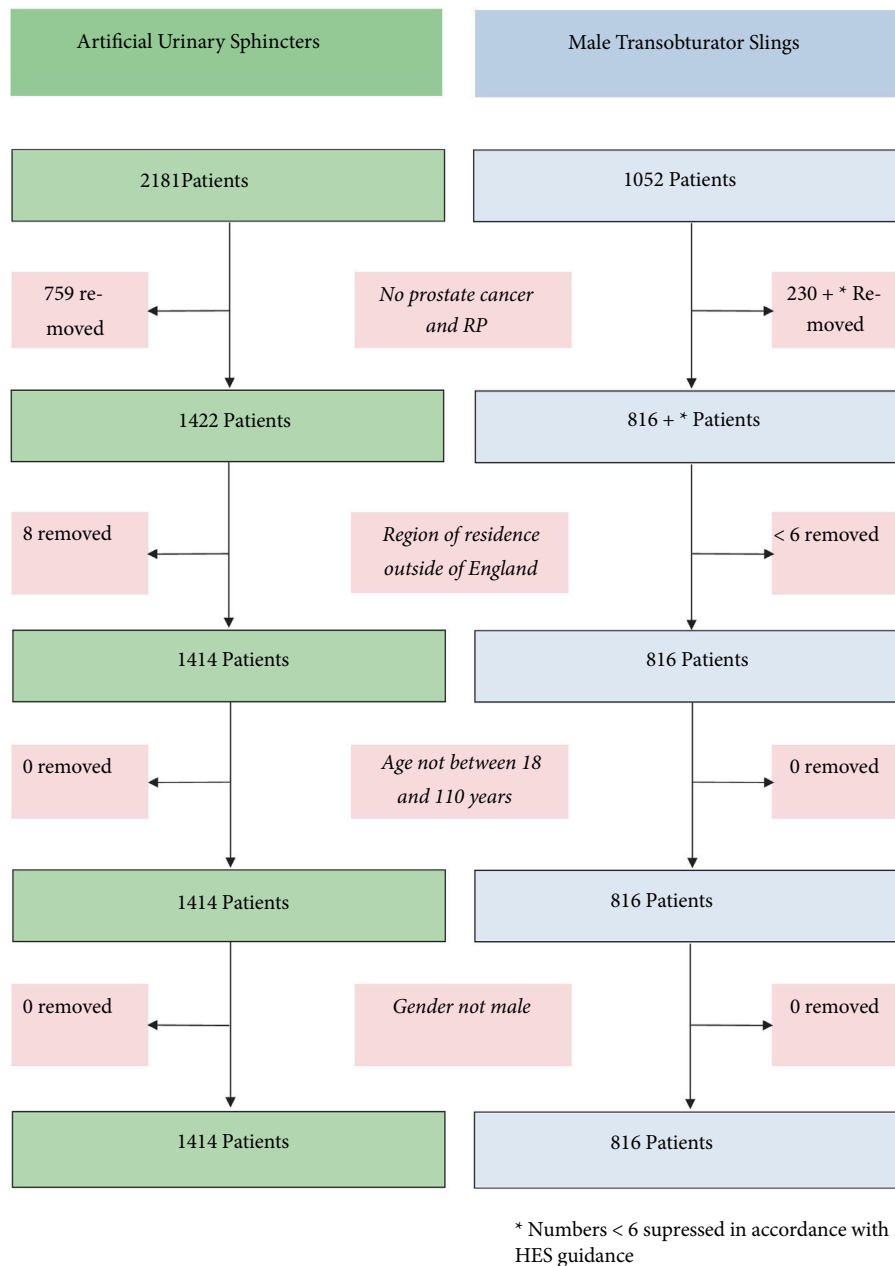 Artificial Urinary Sphincters
Male Transobturator Slings
2181Patients
1052 Patients
759 re-
moved
No prostate cancer
and RP
230 + * Re-
moved
1422 Patients
816 + * Patients
8 removed
Region of residence
outside of England
< 6 removed
1414 Patients
816 Patients
0 removed
Age not between 18
and 110 years
0 removed
1414 Patients
816 Patients
0 removed
Gender not male
0 removed
1414 Patients
816 Patients
* Numbers < 6 supressed in accordance with
HES guidance